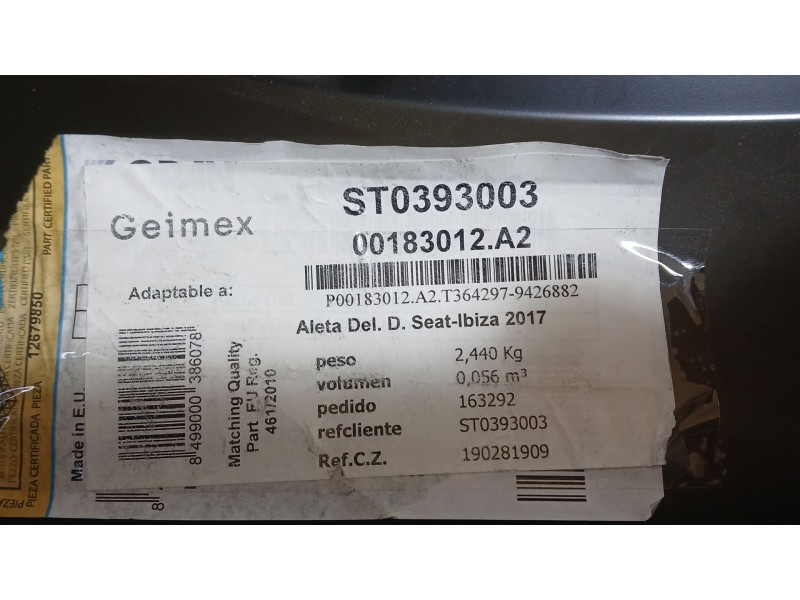 ST0393003
Geimex
00183012.A2
Adaptable a:
P00183012.A2.T364297-9426882
Aleta Del. D. Seat-Ibiza 2017
peso 2,440 Kg
volumen 0,056 m³
pedido 163292
refcliente ST0393003
Ref.C.Z. 190281909
8 499000 386078
Matching Quality
Part EU Reg.
461/2010
Made in E.U.
12679850
PART CERTIFIED PART
PIEZA CERTIFICADA PIEZA
8